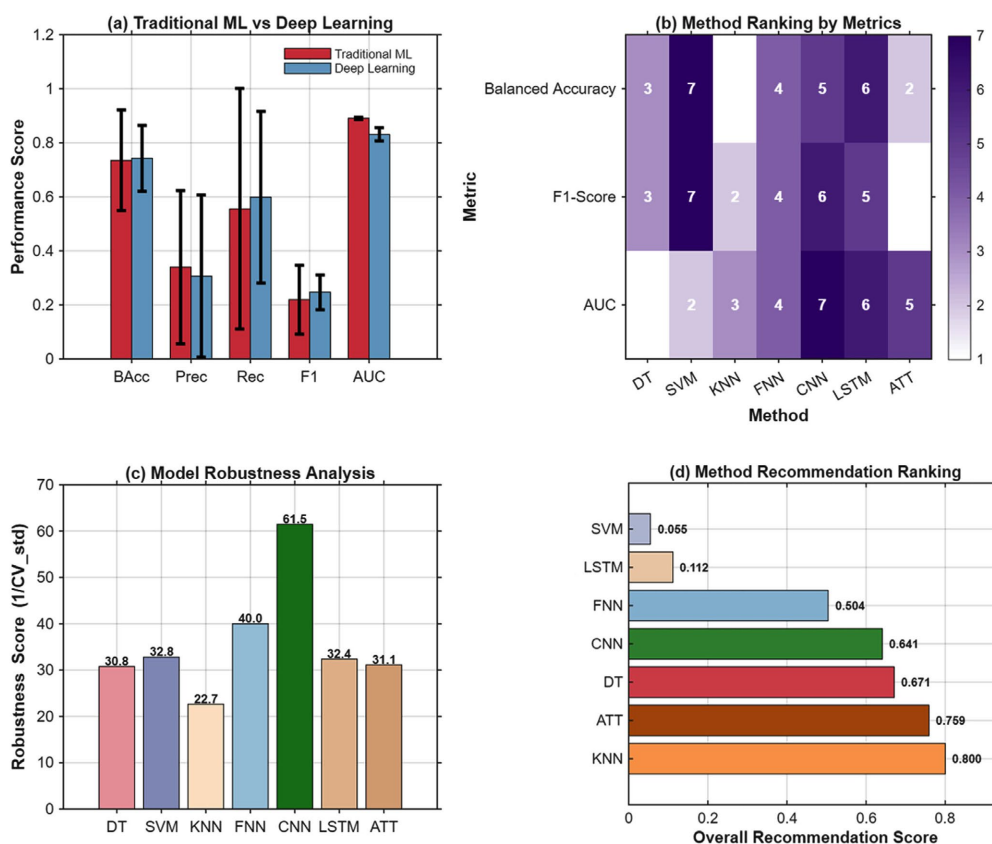 (a) Traditional ML vs Deep Learning
Performance Score
1.2
1
0.8
0.6
0.4
0.2
0
Traditional ML
Deep Learning
BAcc Prec Rec F1 AUC
(b) Method Ranking by Metrics
Metric
Balanced Accuracy 3 7 4 5 6 2
F1-Score 3 7 2 4 6 5
AUC 2 3 4 7 6 5
DT SVM KNN FNN CNN LSTM ATT
Method
7
6
5
4
3
2
1
(c) Model Robustness Analysis
Robustness Score (1/CV_std)
70
60
50
40
30
20
10
0
30.8 32.8 22.7 40.0 61.5 32.4 31.1
DT SVM KNN FNN CNN LSTM ATT
(d) Method Recommendation Ranking
SVM 0.055
LSTM 0.112
FNN 0.504
CNN 0.641
DT 0.671
ATT 0.759
KNN 0.800
0 0.2 0.4 0.6 0.8
Overall Recommendation Score